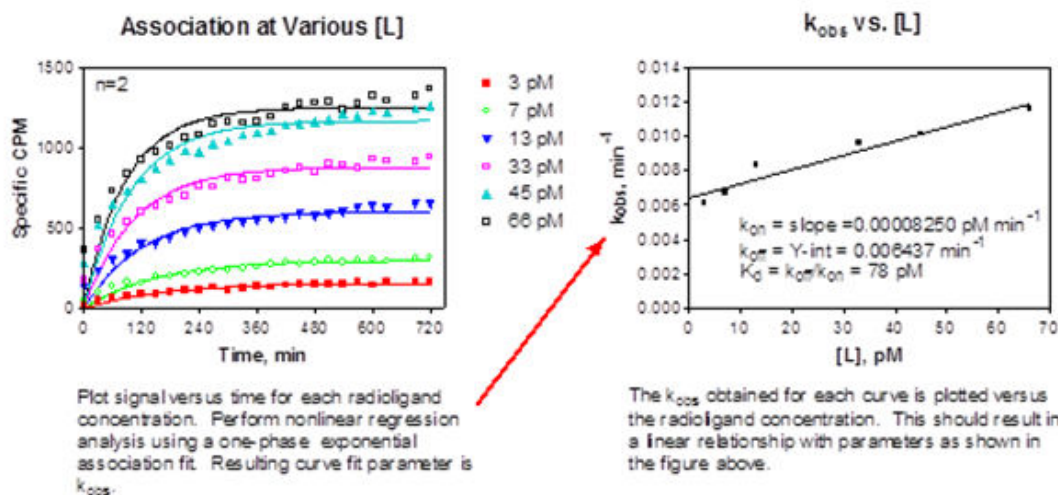 Association at Various [L]
1500
1000
500
0
Specific CPM
n=2
0 120 240 360 480 600 720
Time, min
3 pM
7 pM
13 pM
33 pM
45 pM
66 pM
Plot signal versus time for each radioligand
concentration. Perform nonlinear regression
analysis using a one-phase exponential
association fit. Resulting curve fit parameter is
kobs.
kobs vs. [L]
0.014
0.012
0.010
0.008
0.006
0.004
0.002
0.000
kobs, min-1
kon = slope =0.00008250 pM min-1
koff = Y-int = 0.006437 min-1
Kd = koff/kon = 78 pM
0 10 20 30 40 50 60 70
[L], pM
The kobs obtained for each curve is plotted versus
the radioligand concentration. This should result in
a linear relationship with parameters as shown in
the figure above.